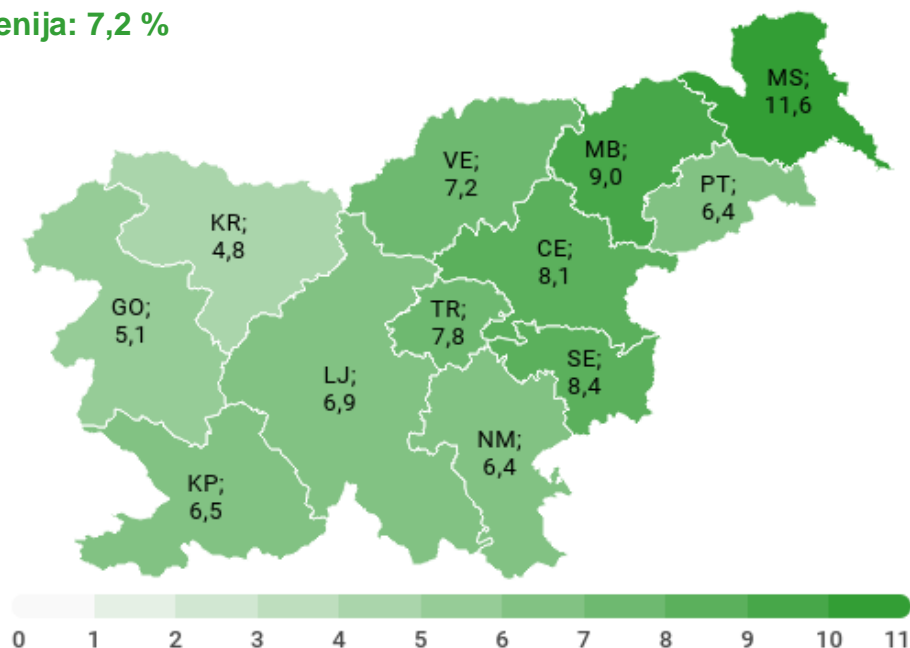 enija: 7,2 %
MS;
11,6
VE;
7,2
MB;
9,0
PT;
6,4
KR;
4,8
CE;
8,1
GO;
5,1
TR;
7,8
SE;
8,4
LJ;
6,9
NM;
6,4
KP;
6,5
0 1 2 3 4 5 6 7 8 9 10 11